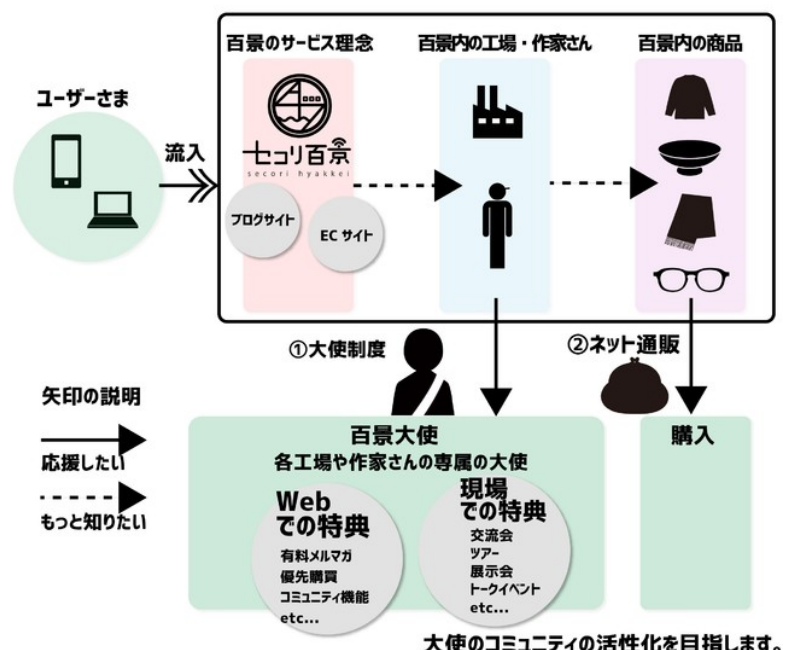 百景のサービス理念
百景内の工場・作家さん
百景内の商品
ユーザーさま
流入
セコリ百景
secori hyakkei
ブログサイト
ECサイト
①大使制度
②ネット通販
矢印の説明
応援したい
もっと知りたい
百景大使
各工場や作家さんの専属の大使
Web
での特典
有料メルマガ
優先購買
コミュニティ機能
etc...
現場
での特典
交流会
ツアー
展示会
トークイベント
etc...
購入
大使のコミュニティの活性化を目指します。